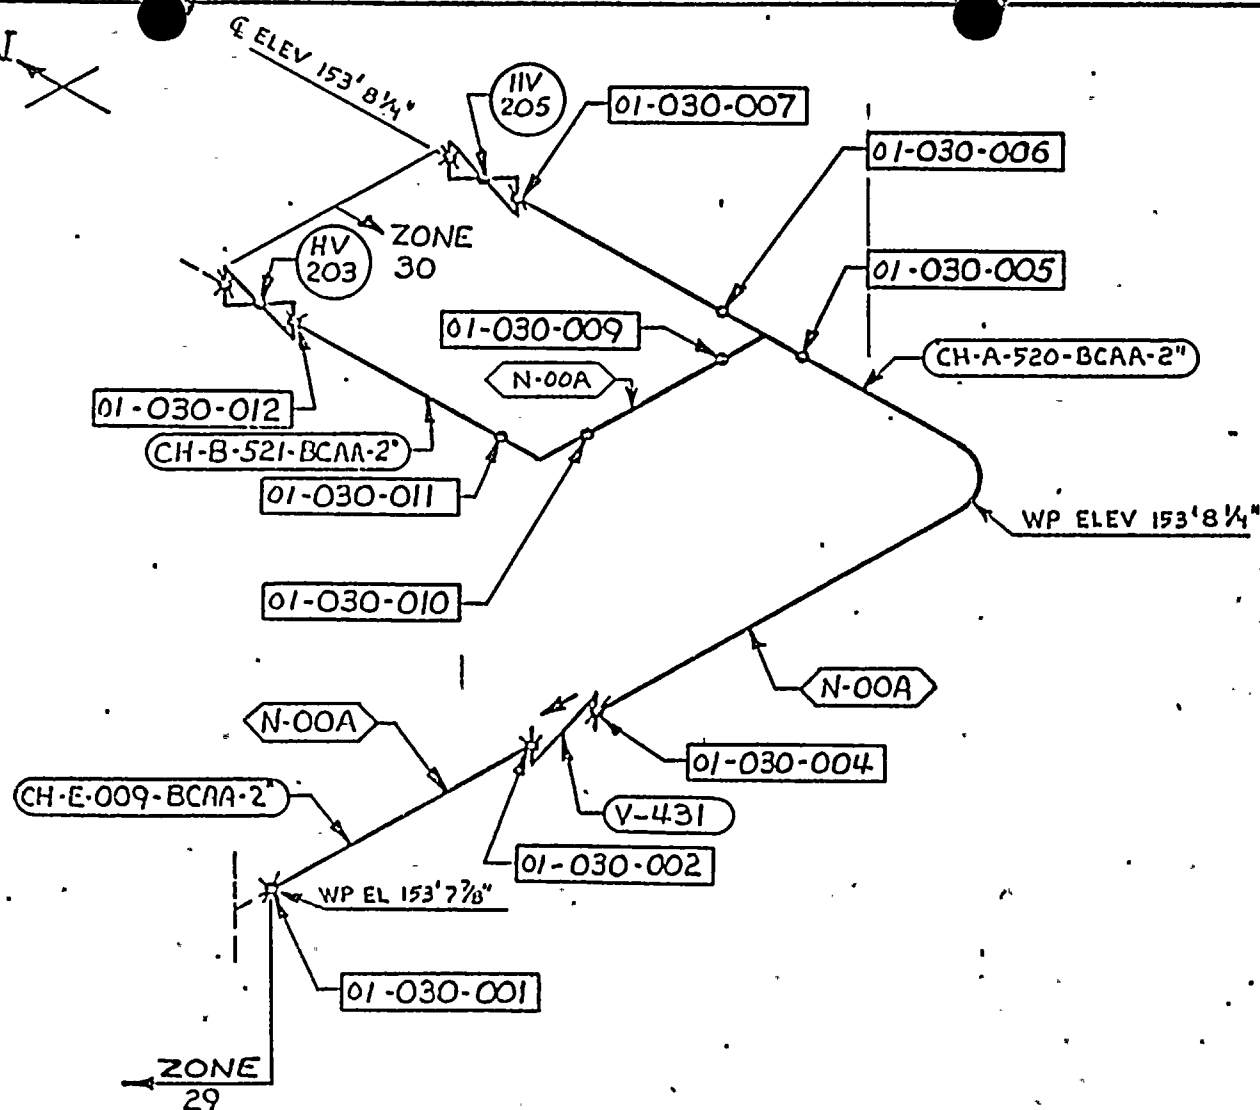 ℄ ELEV 153'8¼"
HV
205
01-030-007
01-030-006
ZONE
30
HV
203
01-030-005
01-030-009
CH-A-520-BCAA-2"
N-00A
01-030-012
CH-B-521-BCAA-2"
01-030-011
WP ELEV 153'8¼"
01-030-010
N-00A
N-00A
01-030-004
CH-E-009-BCAA-2"
V-431
01-030-002
WP EL 153'7⅞"
01-030-001
ZONE
29